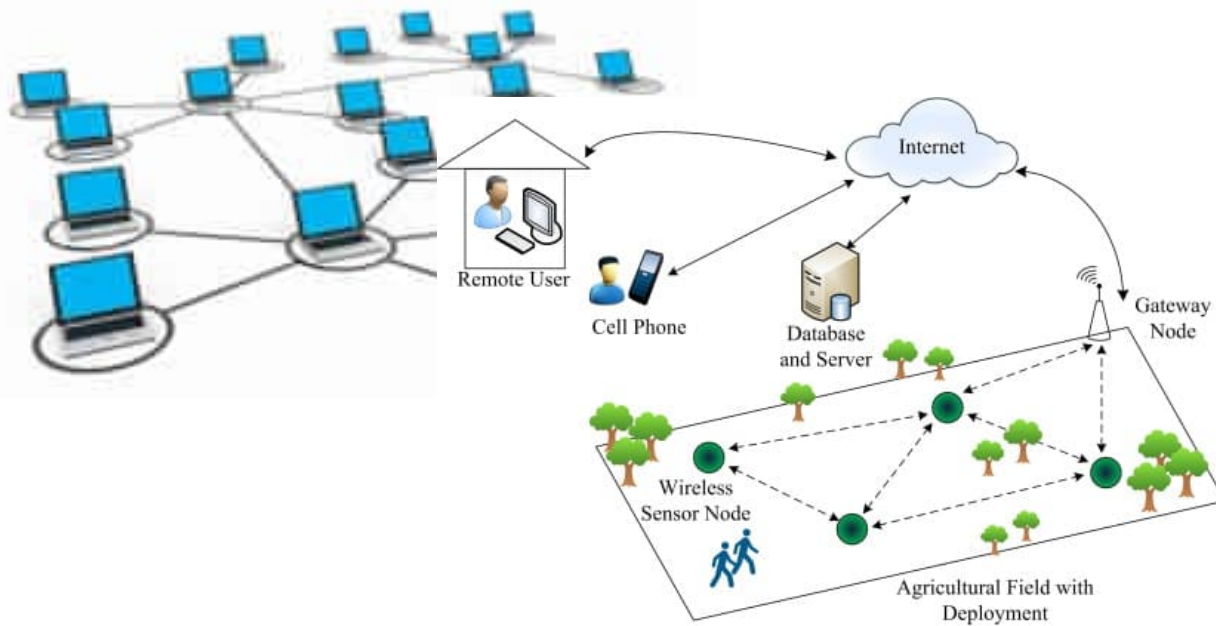 Internet
Remote User
Cell Phone
Database
and Server
Gateway
Node
Wireless
Sensor Node
Agricultural Field with
Deployment